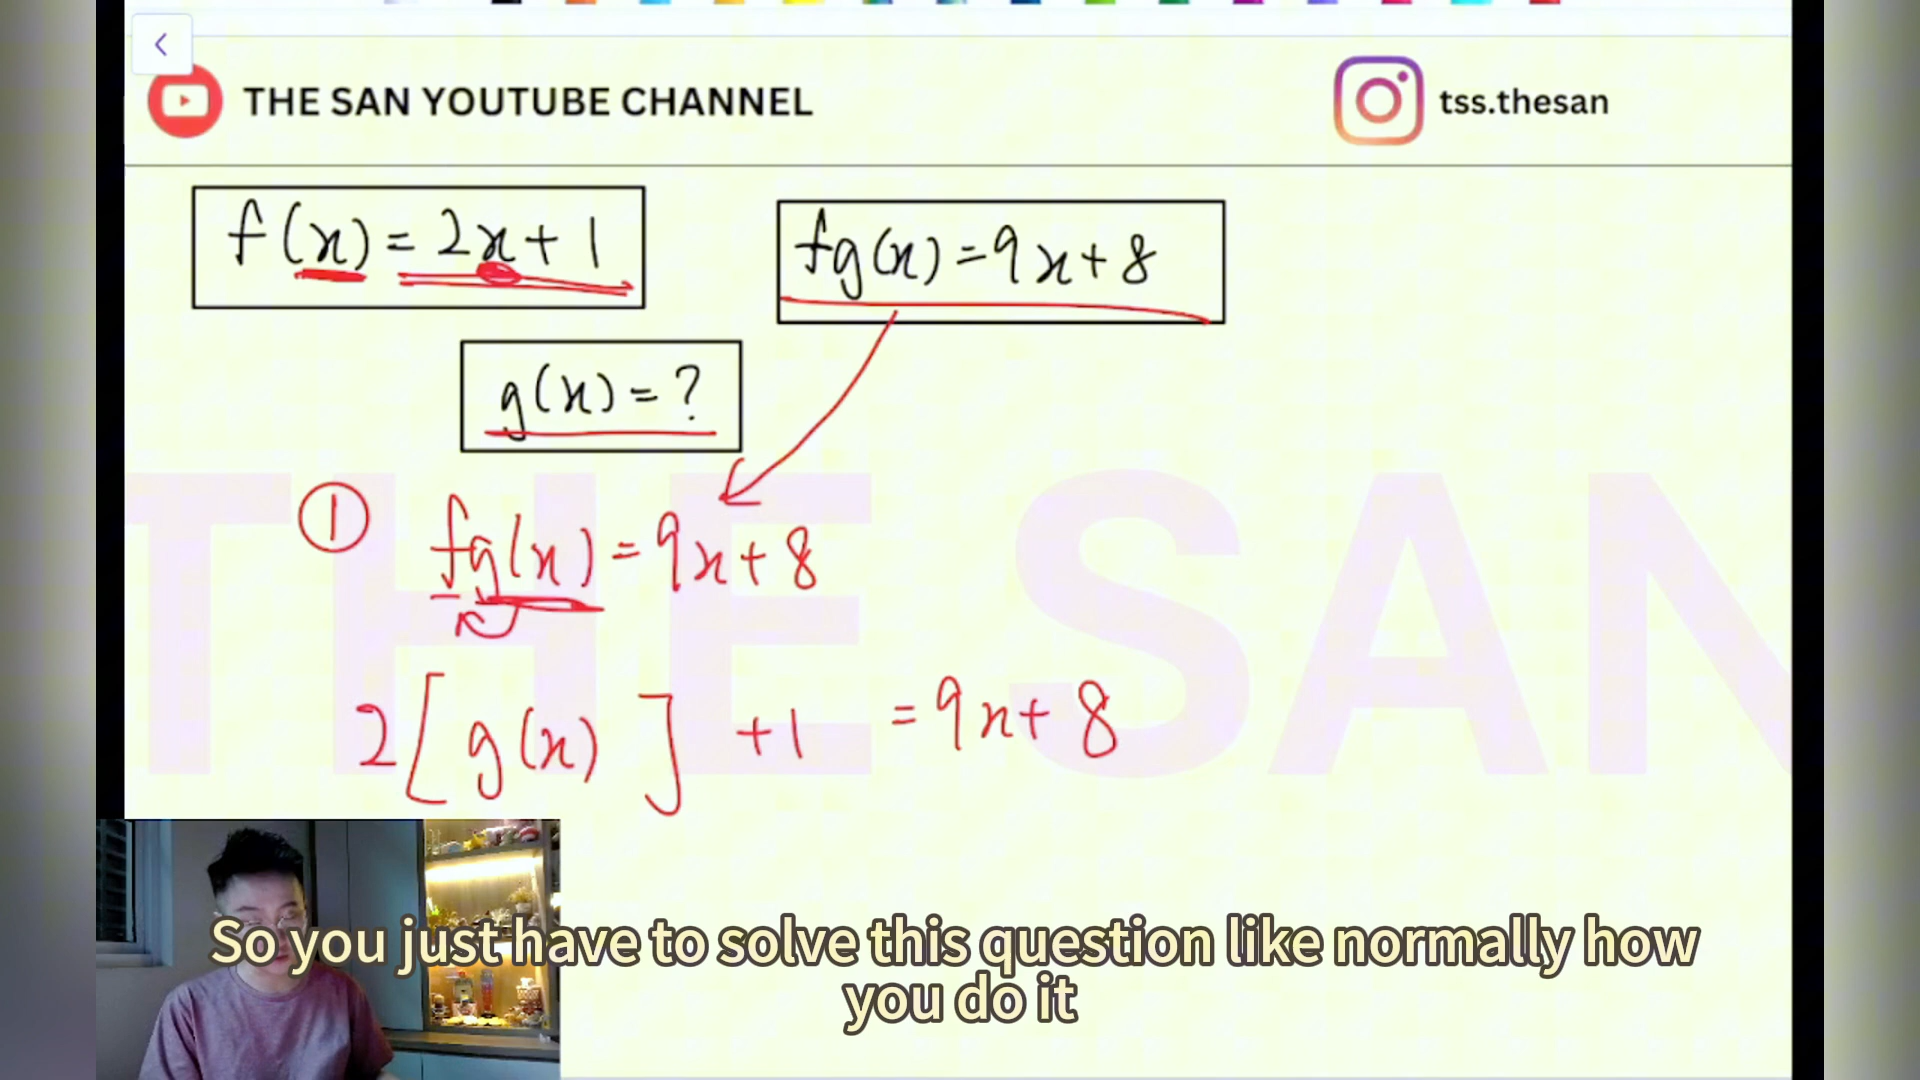 THE SAN YOUTUBE CHANNEL
tss.thesan
f(x) = 2x + 1
fg(x) = 9x + 8
g(x) = ?
① fg(x) = 9x + 8
2[g(x)] + 1 = 9x + 8
THE SAN
So you just have to solve this question like normally how
you do it